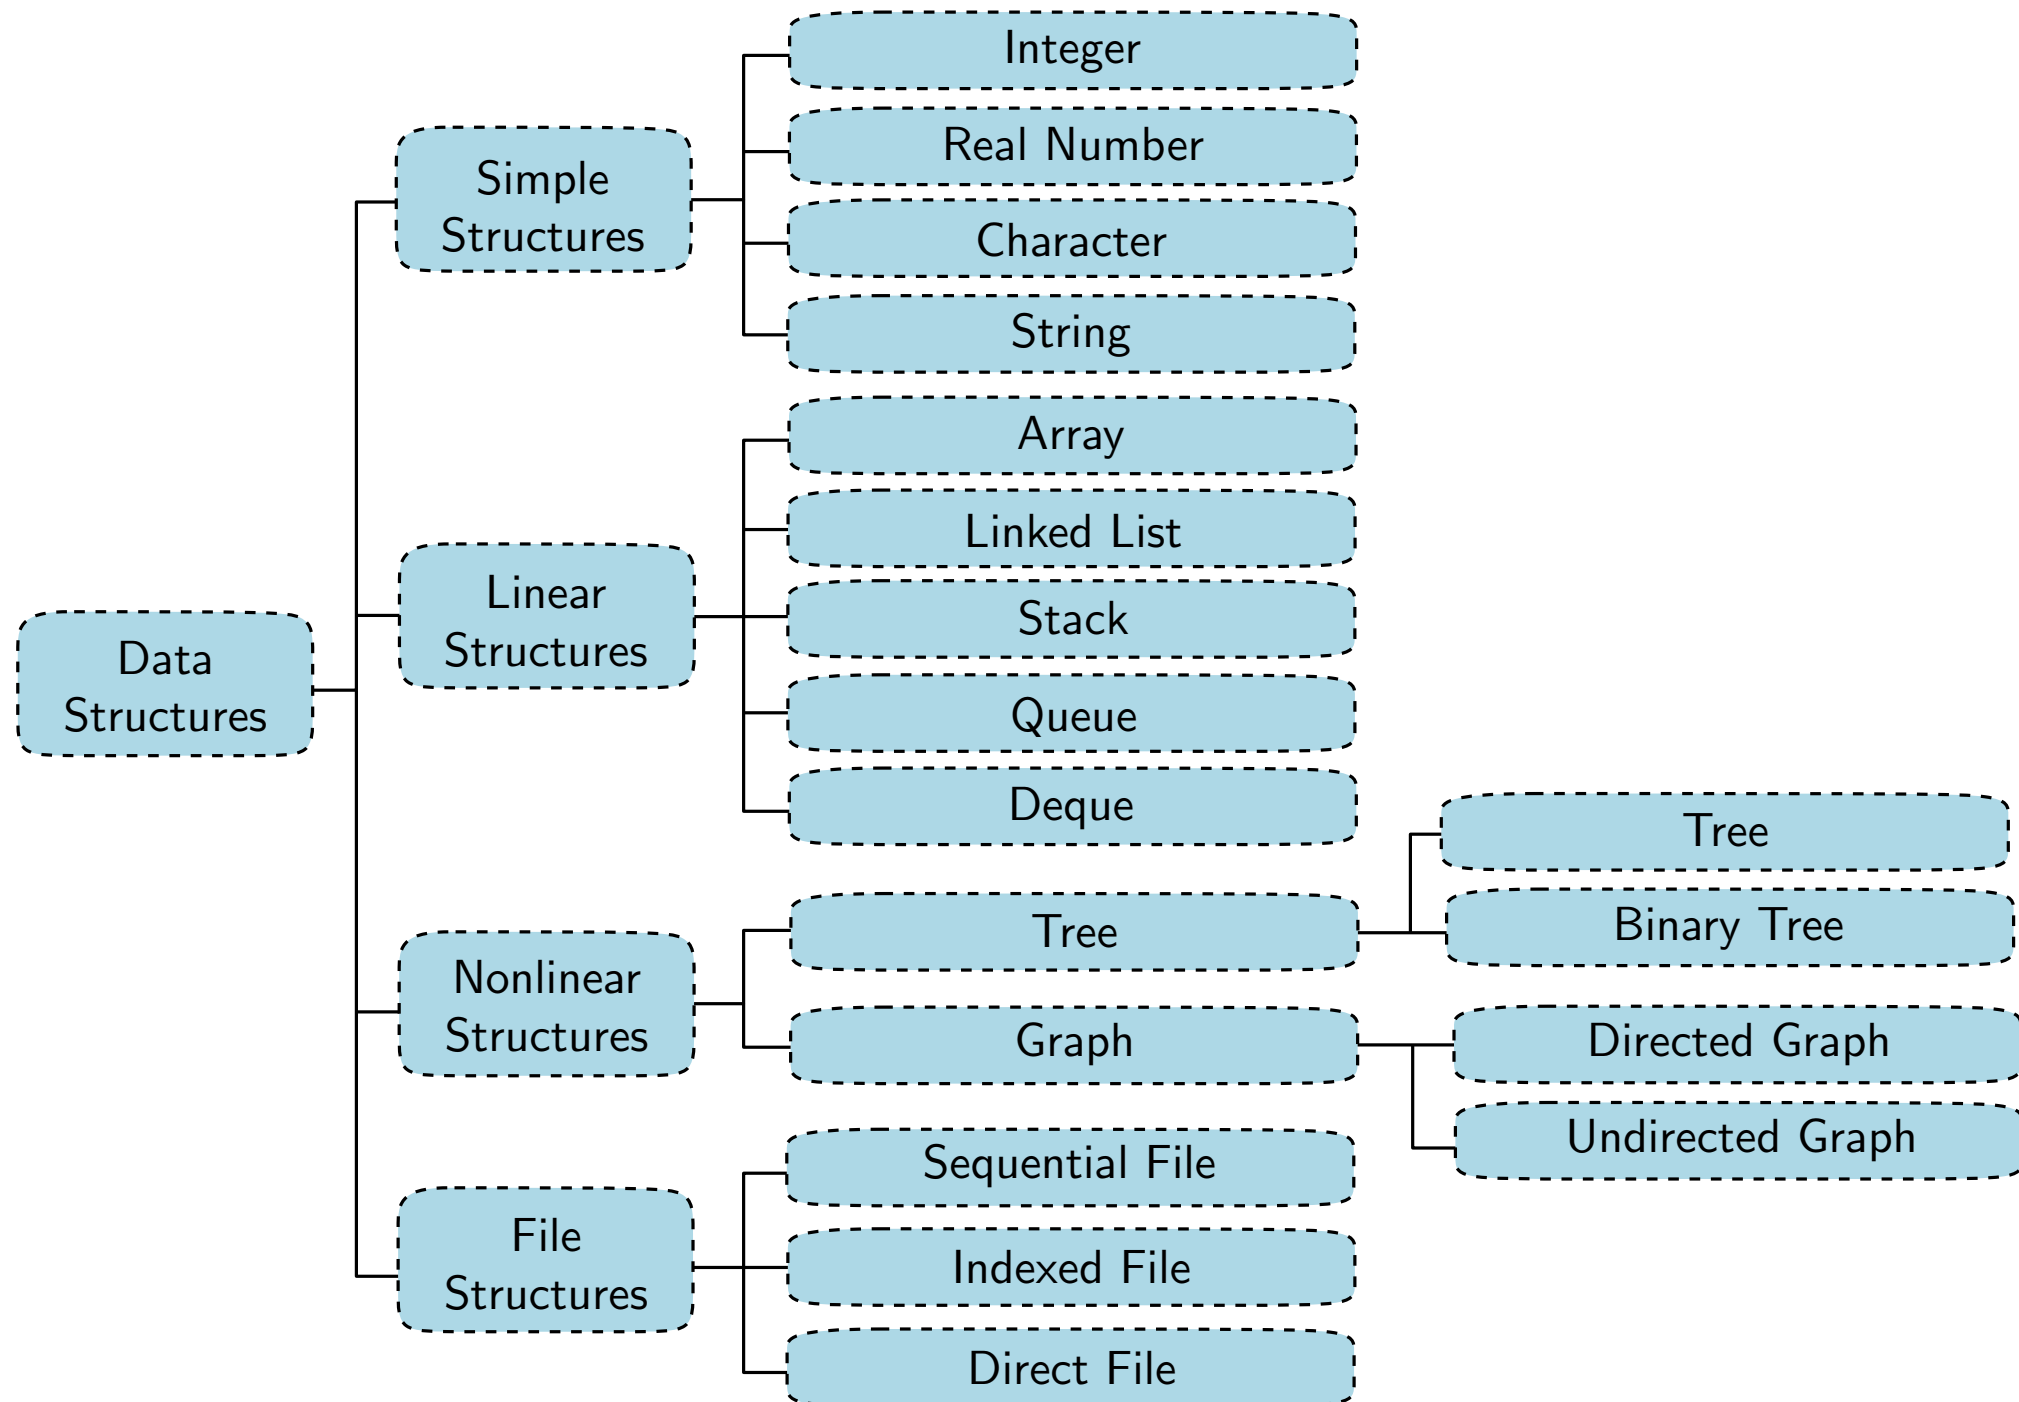 Data
Structures
Simple
Structures
Integer
Real Number
Character
String
Linear
Structures
Array
Linked List
Stack
Queue
Deque
Nonlinear
Structures
Tree
Tree
Binary Tree
Graph
Directed Graph
Undirected Graph
File
Structures
Sequential File
Indexed File
Direct File